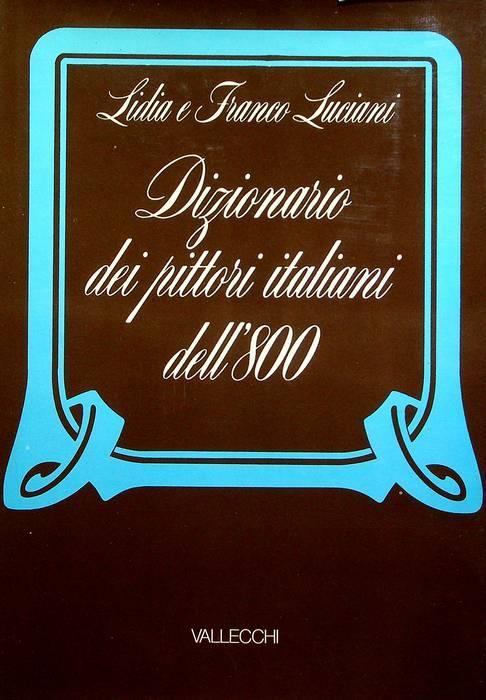 Lidia e Franco Luciani
Dizionario
dei pittori italiani
dell'800
VALLECCHI